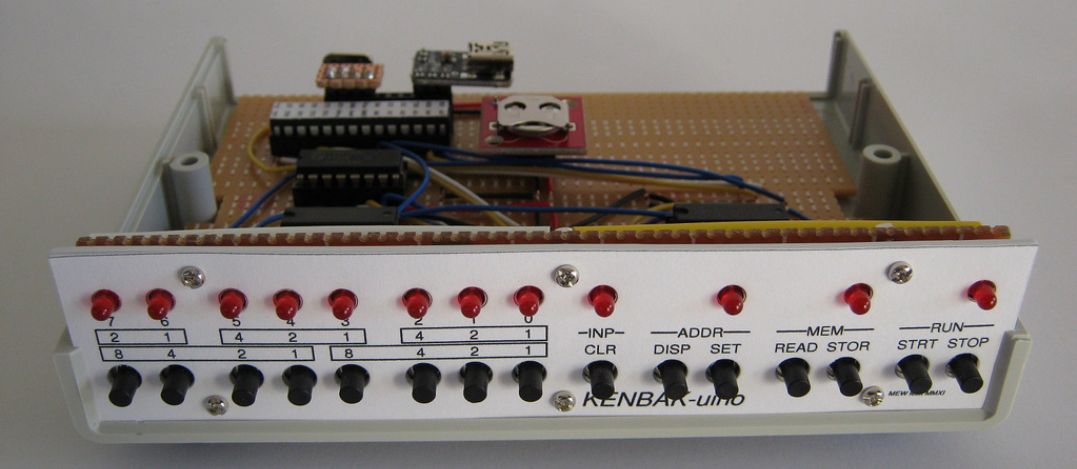 7 6 5 4 3 2 1 0
2 1 4 2 1 4 2 1
8 4 2 1 8 4 2 1
INP ADDR MEM RUN
CLR DISP SET READ STOR STRT STOP
KENBAK-uino